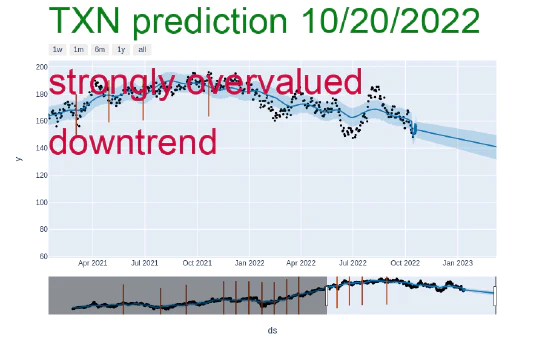 TXN prediction 10/20/2022
1w 1m 6m 1y all
200
strongly overvalued
180
160
downtrend
140
120
100
80
60
y
Apr 2021 Jul 2021 Oct 2021 Jan 2022 Apr 2022 Jul 2022 Oct 2022 Jan 2023
ds